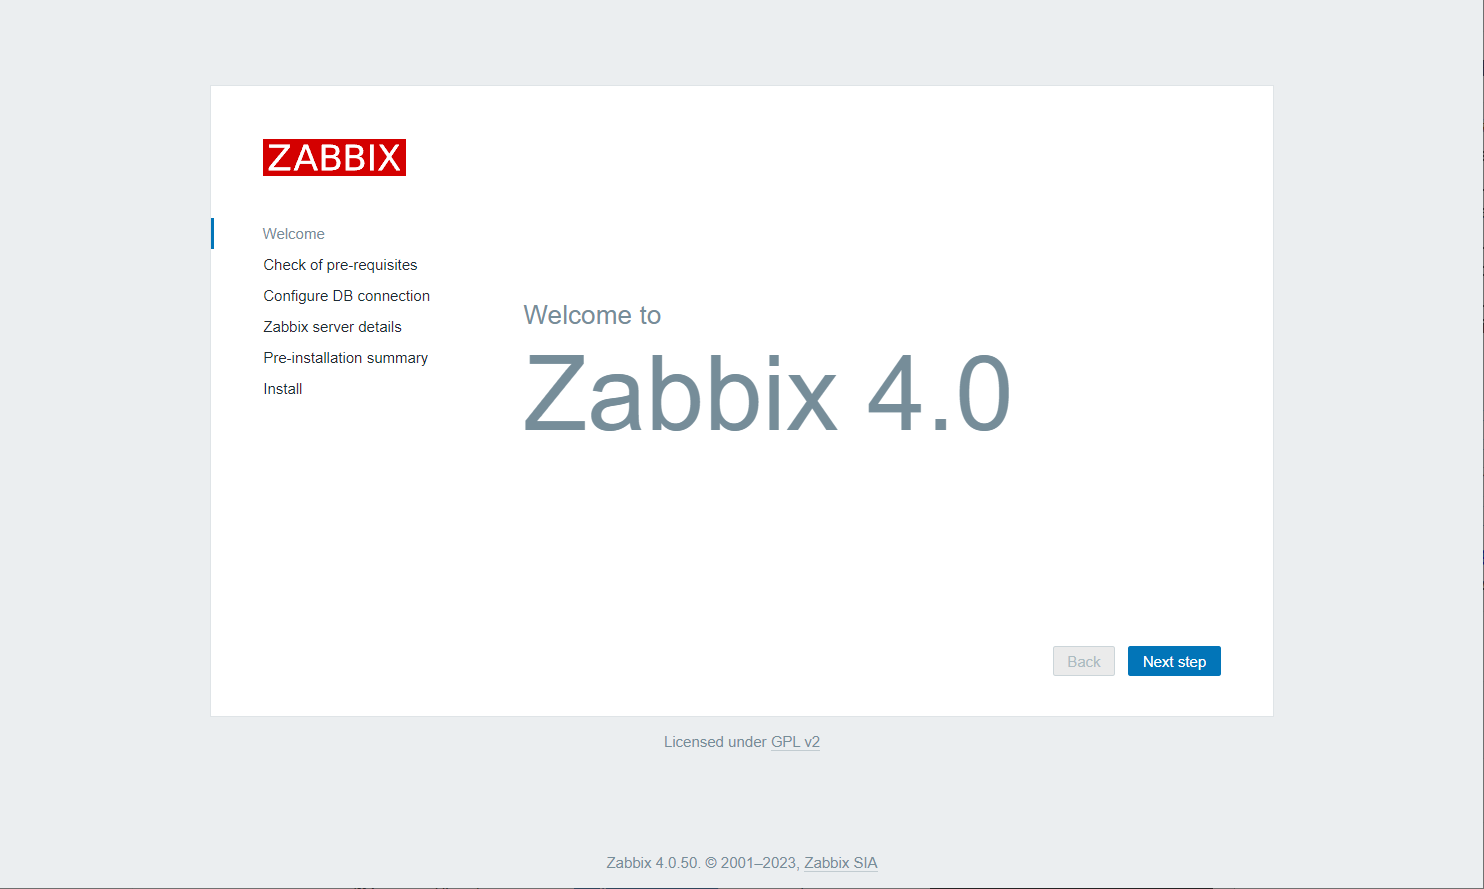 ZABBIX
Welcome
Check of pre-requisites
Configure DB connection
Zabbix server details
Pre-installation summary
Install
Welcome to
Zabbix 4.0
Back
Next step
Licensed under GPL v2
Zabbix 4.0.50. © 2001–2023, Zabbix SIA